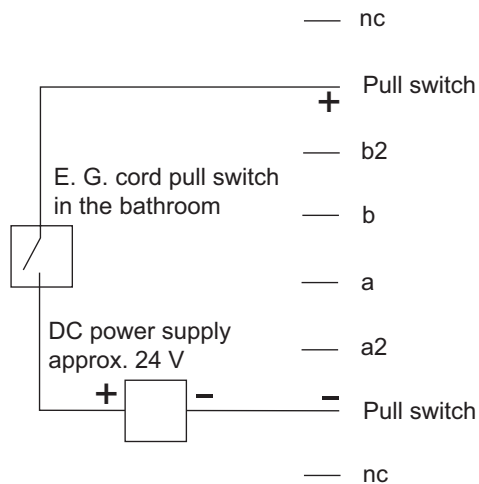 nc
Pull switch
+
b2
E. G. cord pull switch
in the bathroom
b
a
DC power supply
approx. 24 V
a2
+
–
–
Pull switch
nc